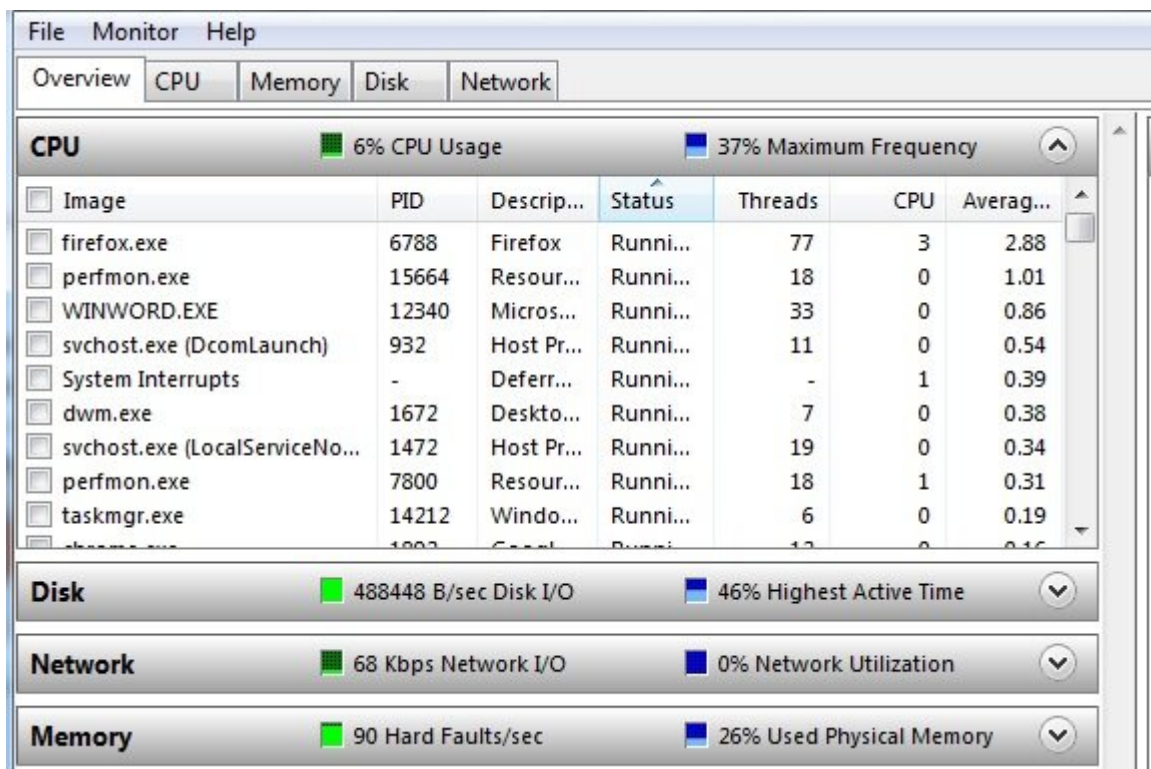 File Monitor Help
Overview CPU Memory Disk Network
CPU 6% CPU Usage 37% Maximum Frequency
Image PID Descrip... Status Threads CPU Averag...
firefox.exe 6788 Firefox Runni... 77 3 2.88
perfmon.exe 15664 Resour... Runni... 18 0 1.01
WINWORD.EXE 12340 Micros... Runni... 33 0 0.86
svchost.exe (DcomLaunch) 932 Host Pr... Runni... 11 0 0.54
System Interrupts - Deferr... Runni... - 1 0.39
dwm.exe 1672 Deskto... Runni... 7 0 0.38
svchost.exe (LocalServiceNo... 1472 Host Pr... Runni... 19 0 0.34
perfmon.exe 7800 Resour... Runni... 18 1 0.31
taskmgr.exe 14212 Windo... Runni... 6 0 0.19
Disk 488448 B/sec Disk I/O 46% Highest Active Time
Network 68 Kbps Network I/O 0% Network Utilization
Memory 90 Hard Faults/sec 26% Used Physical Memory